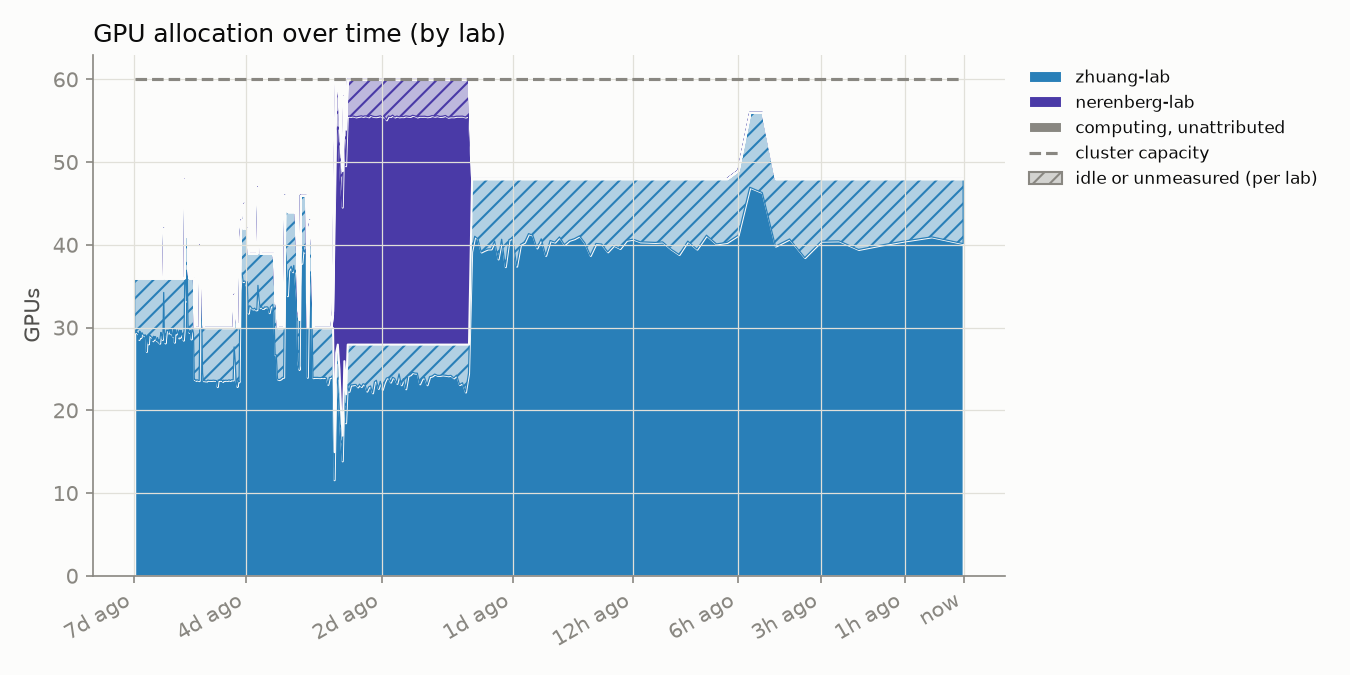 GPU allocation over time (by lab)
GPUs
60
50
40
30
20
10
0
7d ago
4d ago
2d ago
1d ago
12h ago
6h ago
3h ago
1h ago
now
zhuang-lab
nerenberg-lab
computing, unattributed
cluster capacity
idle or unmeasured (per lab)